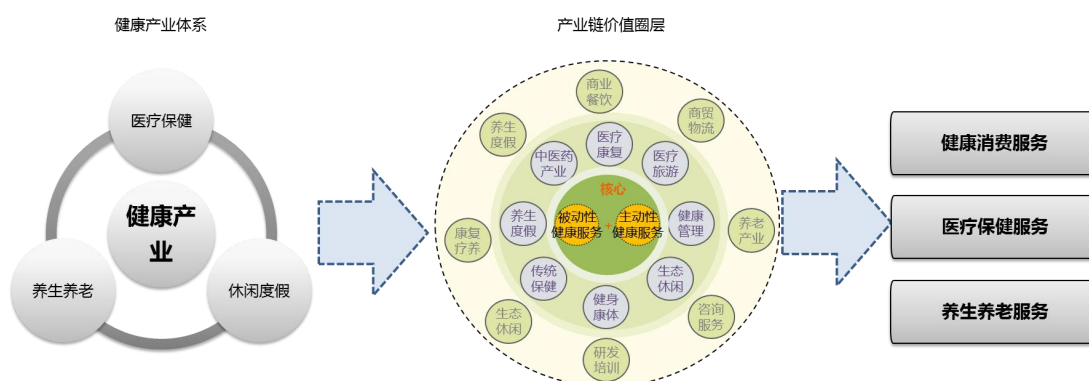 健康产业体系
产业链价值圈层
医疗保健
健康产
业
养生养老
休闲度假
商业
餐饮
商贸
物流
养老
产业
咨询
服务
研发
培训
生态
休闲
康复
疗养
养生
度假
医疗
康复
医疗
旅游
健康
管理
生态
休闲
健身
康体
传统
保健
养生
度假
中医药
产业
核心
被动性
健康服务
+
主动性
健康服务
健康消费服务
医疗保健服务
养生养老服务